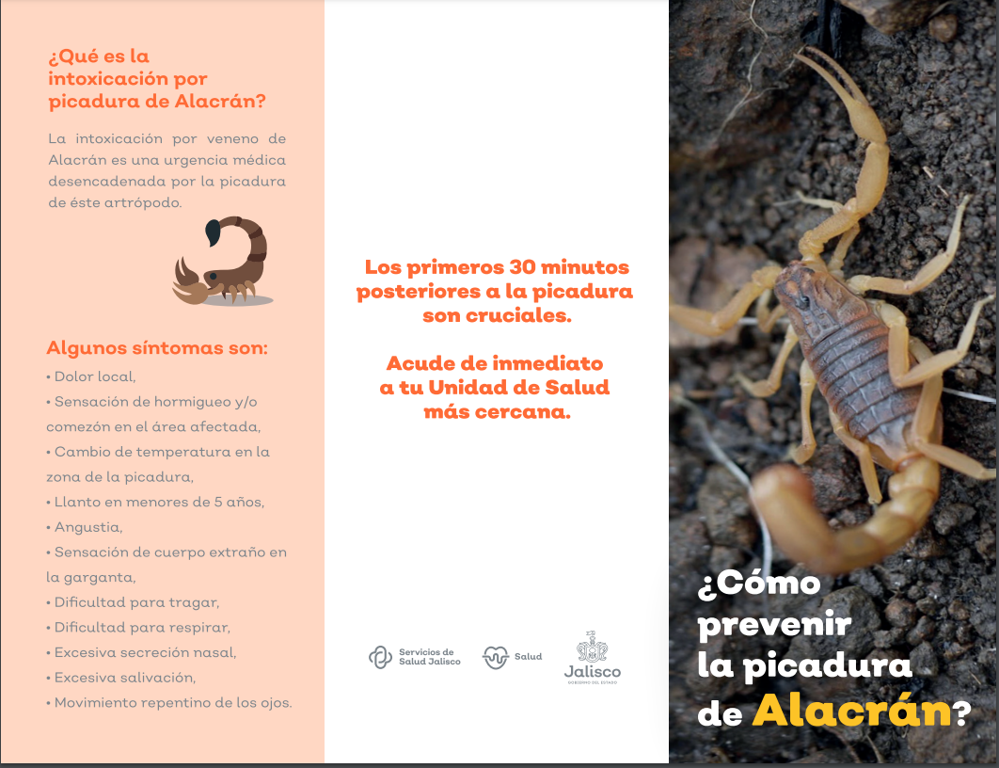 ¿Qué es la
intoxicación por
picadura de Alacrán?
La intoxicación por veneno de
Alacrán es una urgencia médica
desencadenada por la picadura
de éste artrópodo.
Algunos síntomas son:
• Dolor local,
• Sensación de hormigueo y/o
comezón en el área afectada,
• Cambio de temperatura en la
zona de la picadura,
• Llanto en menores de 5 años,
• Angustia,
• Sensación de cuerpo extraño en
la garganta,
• Dificultad para tragar,
• Dificultad para respirar,
• Excesiva secreción nasal,
• Excesiva salivación,
• Movimiento repentino de los ojos.
Los primeros 30 minutos
posteriores a la picadura
son cruciales.
Acude de inmediato
a tu Unidad de Salud
más cercana.
Servicios de
Salud Jalisco
Salud
Jalisco
GOBIERNO DEL ESTADO
¿Cómo
prevenir
la picadura
de Alacrán?